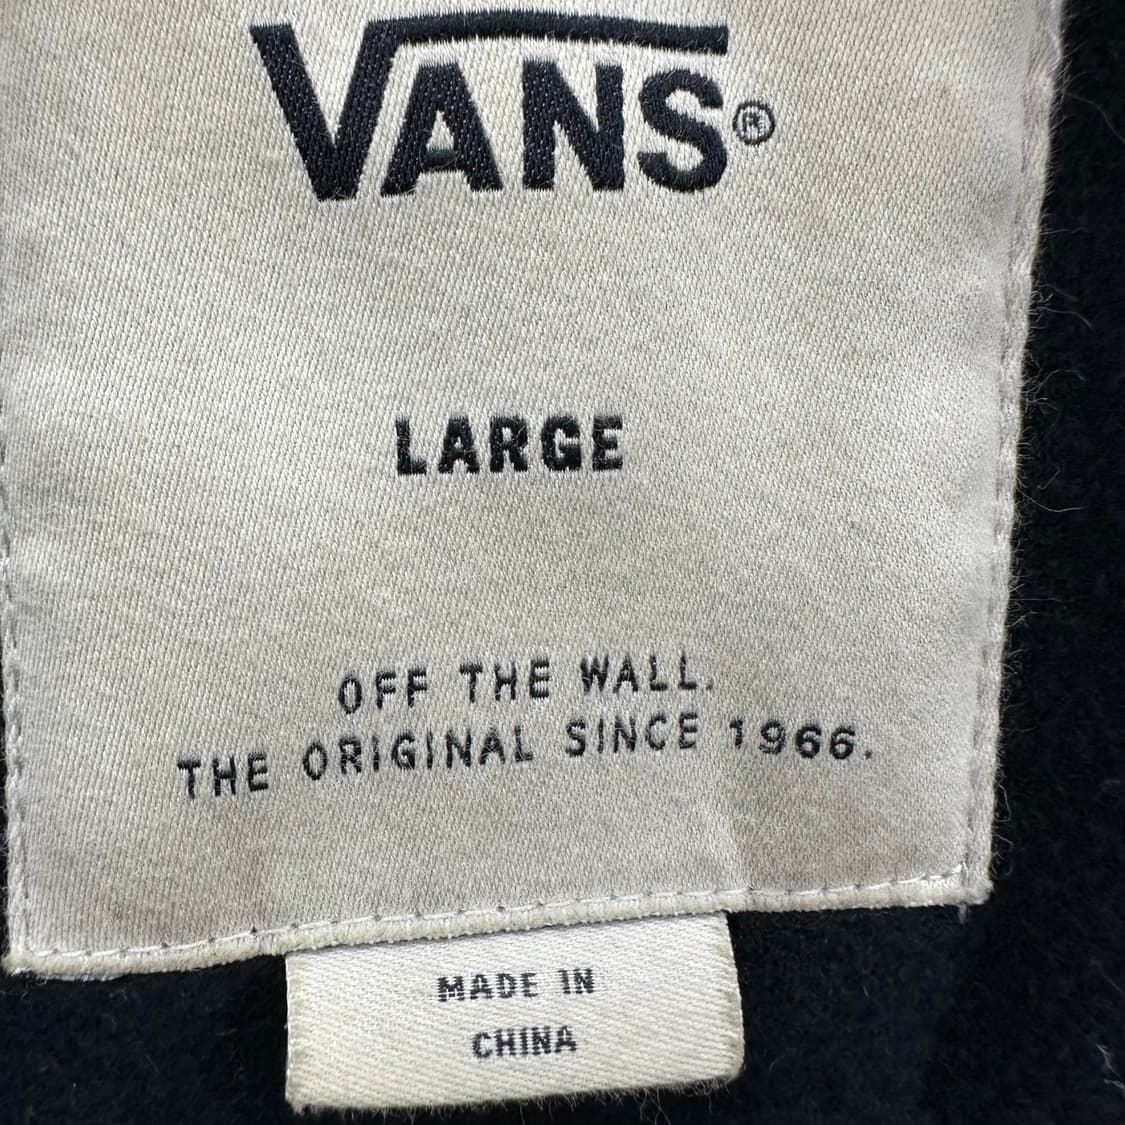 VANS®
LARGE
OFF THE WALL.
THE ORIGINAL SINCE 1966.
MADE IN
CHINA